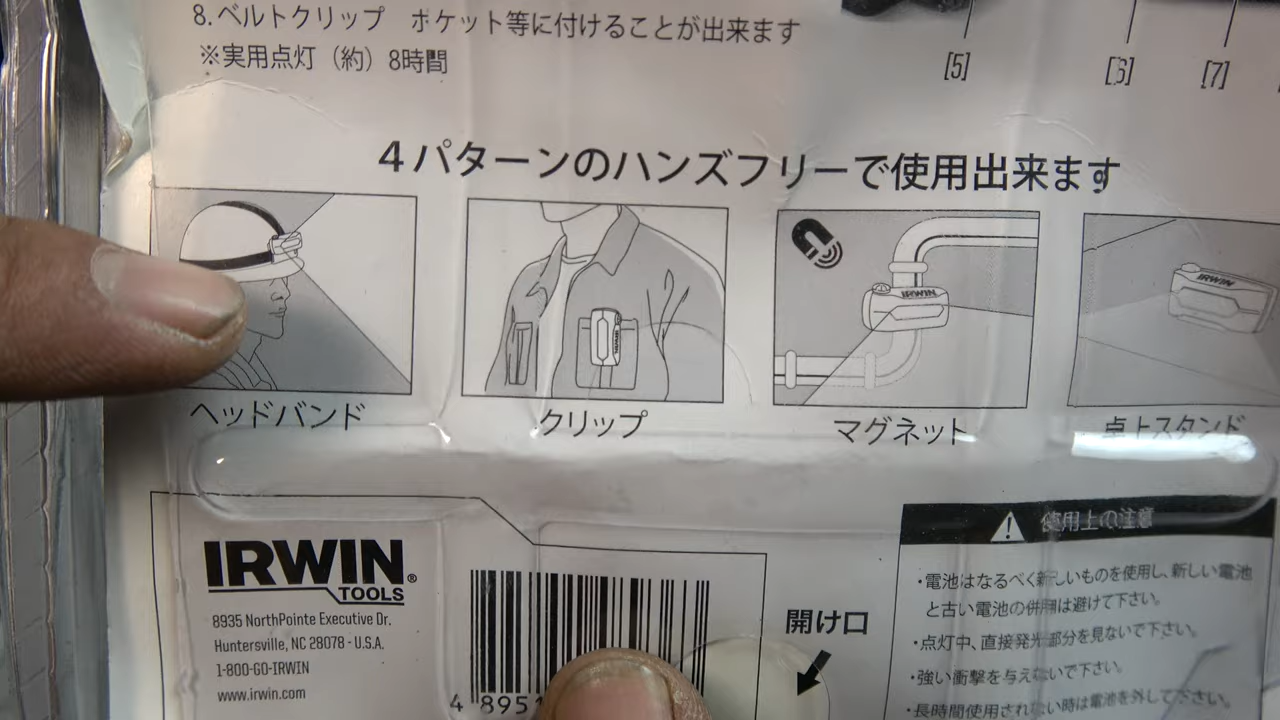 8. ベルトクリップ ポケット等に付けることが出来ます
※実用点灯（約）8時間
[5]
[6]
[7]
4パターンのハンズフリーで使用出来ます
IRWIN
IRWIN
ヘッドバンド
クリップ
マグネット
卓上スタンド
IRWIN®
TOOLS
8935 NorthPointe Executive Dr.
Huntersville, NC 28078 - U.S.A.
1-800-GO-IRWIN
www.irwin.com
4 8951
開け口
使用上の注意
・電池はなるべく新しいものを使用し、新しい電池
と古い電池の併用は避けて下さい。
・点灯中、直接発光部分を見ないで下さい。
・強い衝撃を与えないで下さい。
・長時間使用されない時は電池を外して下さい。